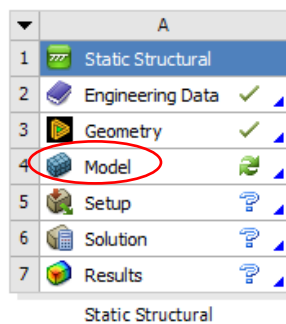 A
1 Static Structural
2 Engineering Data
3 Geometry
4 Model
5 Setup
6 Solution
7 Results
Static Structural